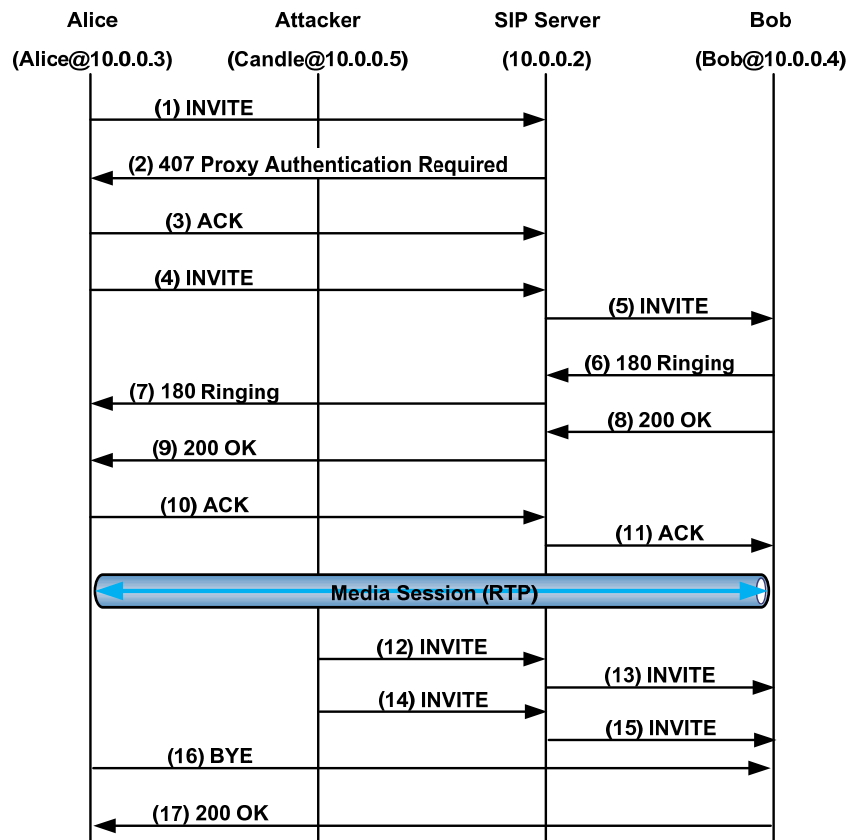 Alice Attacker SIP Server Bob
(Alice@10.0.0.3) (Candle@10.0.0.5) (10.0.0.2) (Bob@10.0.0.4)
(1) INVITE
(2) 407 Proxy Authentication Required
(3) ACK
(4) INVITE
(5) INVITE
(6) 180 Ringing
(7) 180 Ringing
(8) 200 OK
(9) 200 OK
(10) ACK
(11) ACK
Media Session (RTP)
(12) INVITE
(13) INVITE
(14) INVITE
(15) INVITE
(16) BYE
(17) 200 OK